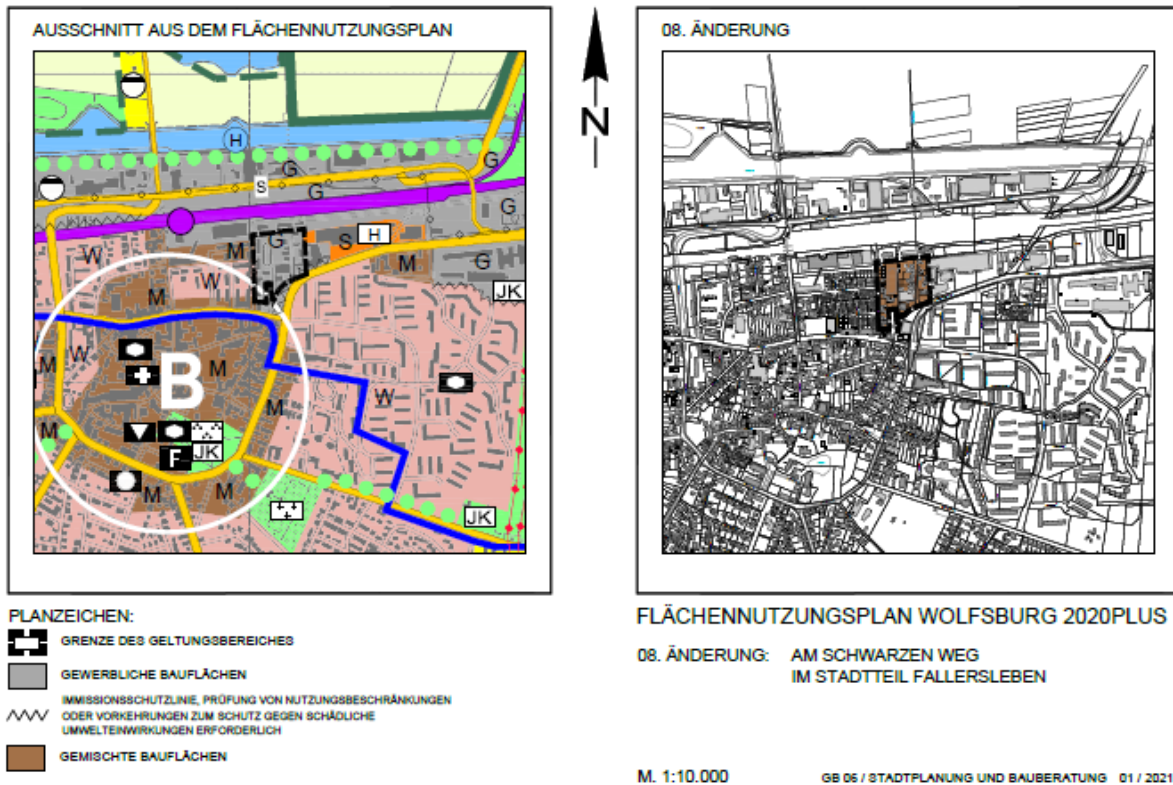 AUSSCHNITT AUS DEM FLÄCHENNUTZUNGSPLAN
H
G
G
G
S
G
G
S
H
M
W
M
G
W
M
JK
M
W
B
M
W
M
M
JK
F
M
M
JK
N
08. ÄNDERUNG
PLANZEICHEN:
GRENZE DES GELTUNGSBEREICHES
GEWERBLICHE BAUFLÄCHEN
IMMISSIONSSCHUTZLINIE, PRÜFUNG VON NUTZUNGSBESCHRÄNKUNGEN
ODER VORKEHRUNGEN ZUM SCHUTZ GEGEN SCHÄDLICHE
UMWELTEINWIRKUNGEN ERFORDERLICH
GEMISCHTE BAUFLÄCHEN
FLÄCHENNUTZUNGSPLAN WOLFSBURG 2020PLUS
08. ÄNDERUNG: AM SCHWARZEN WEG
IM STADTTEIL FALLERSLEBEN
M. 1:10.000 GB 06 / STADTPLANUNG UND BAUBERATUNG 01 / 2021